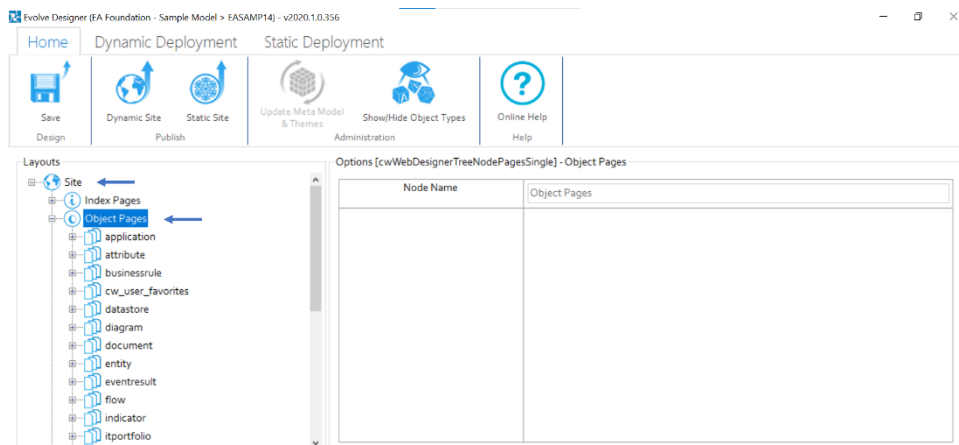 Evolve Designer (EA Foundation - Sample Model > EASAMP14) - v2020.1.0.356
Home Dynamic Deployment Static Deployment
Save Dynamic Site Static Site Update Meta Model & Themes Show/Hide Object Types Online Help
Design Publish Administration Help
Layouts
Site
Index Pages
Object Pages
application
attribute
businessrule
cw_user_favorites
datastore
diagram
document
entity
eventresult
flow
indicator
itportfolio
Options [cwWebDesignerTreeNodePagesSingle] - Object Pages
Node Name Object Pages